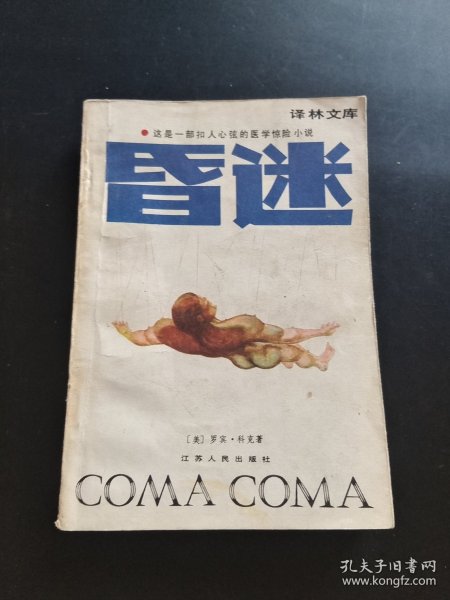 译林文库
●这是一部扣人心弦的医学惊险小说
昏迷
[美]罗宾·科克著
江苏人民出版社
COMA COMA
孔夫子旧书网
www.kongfz.com